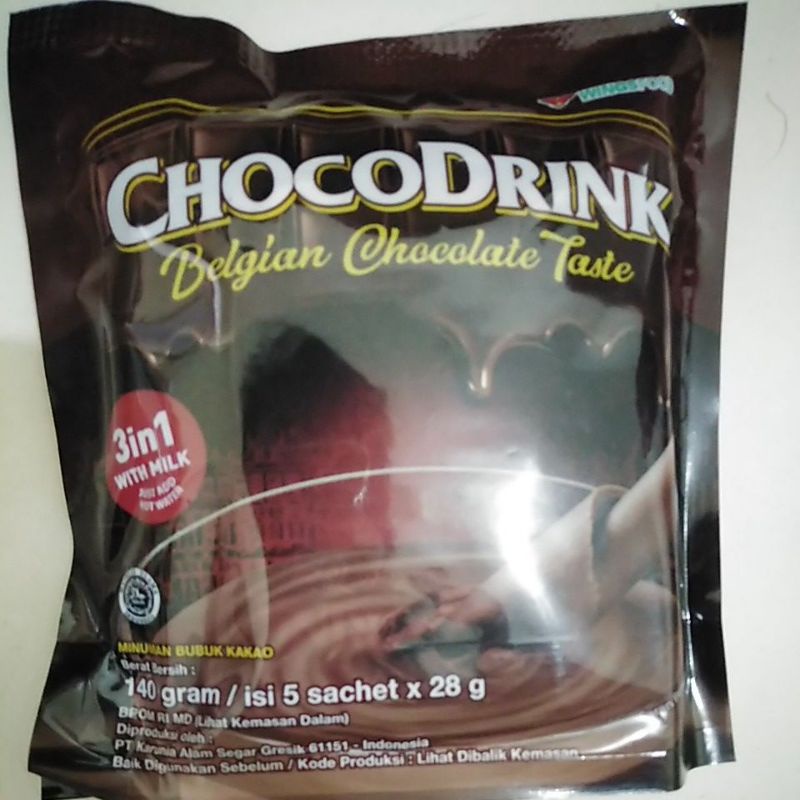 WINGSFOOD
CHOCODRINK
Belgian Chocolate Taste
3in1
WITH MILK
JUST ADD
HOT WATER
MINUMAN BUBUK KAKAO
Berat Bersih :
140 gram / isi 5 sachet x 28 g
BPOM RI MD (Lihat Kemasan Dalam)
Diproduksi oleh :
PT Karunia Alam Segar Gresik 61151 - Indonesia
Baik Digunakan Sebelum / Kode Produksi : Lihat Dibalik Kemasan